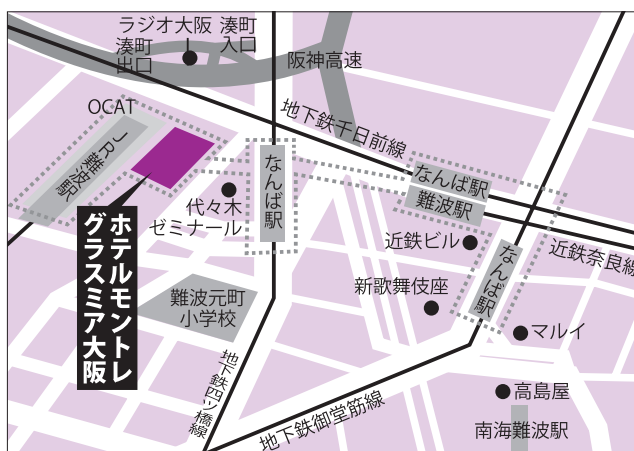 ラジオ大阪
湊町
入口
湊町
出口
阪神高速
OCAT
地下鉄千日前線
JR難波駅
なんば駅
なんば駅
難波駅
代々木
ゼミナール
近鉄ビル
近鉄奈良線
なんば駅
ホテルモントレ
グラスミア大阪
新歌舞伎座
難波元町
小学校
マルイ
地下鉄四ツ橋線
高島屋
地下鉄御堂筋線
南海難波駅